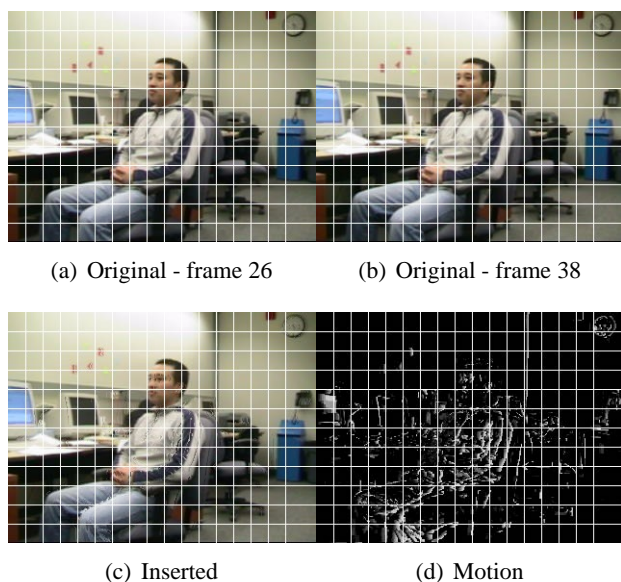 (a) Original - frame 26
(b) Original - frame 38
(c) Inserted
(d) Motion